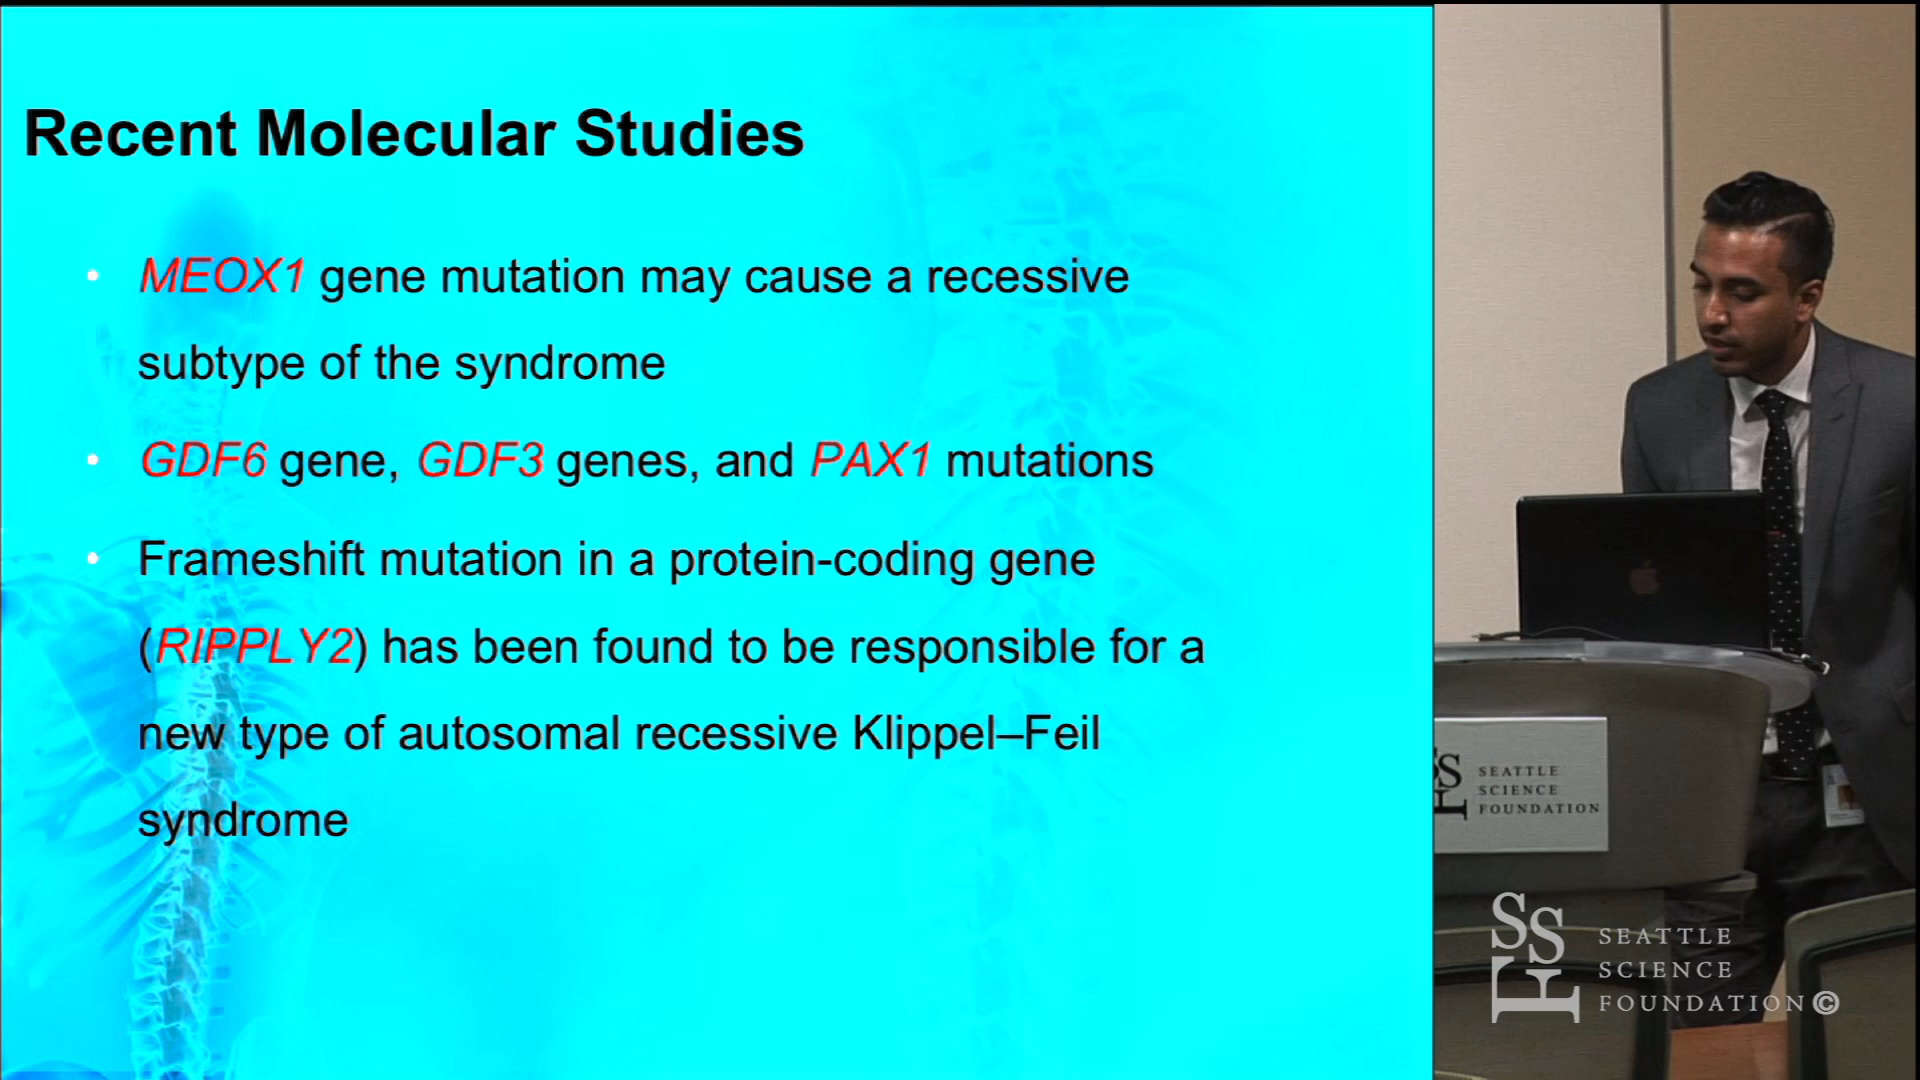 Recent Molecular Studies
• MEOX1 gene mutation may cause a recessive
subtype of the syndrome
• GDF6 gene, GDF3 genes, and PAX1 mutations
• Frameshift mutation in a protein-coding gene
(RIPPLY2) has been found to be responsible for a
new type of autosomal recessive Klippel–Feil
syndrome
SEATTLE
SCIENCE
FOUNDATION
SSF
SEATTLE
SCIENCE
FOUNDATION©